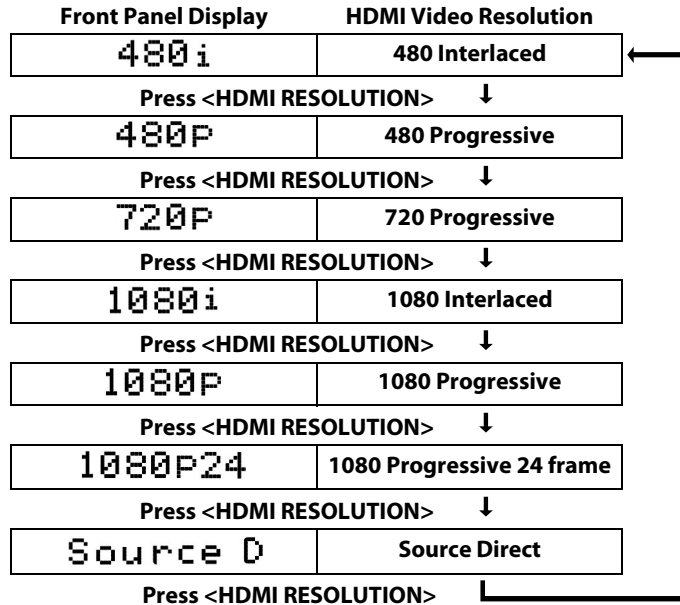 Front Panel Display HDMI Video Resolution
480i 480 Interlaced
Press <HDMI RESOLUTION>
480P 480 Progressive
Press <HDMI RESOLUTION>
720P 720 Progressive
Press <HDMI RESOLUTION>
1080i 1080 Interlaced
Press <HDMI RESOLUTION>
1080P 1080 Progressive
Press <HDMI RESOLUTION>
1080P24 1080 Progressive 24 frame
Press <HDMI RESOLUTION>
Source D Source Direct
Press <HDMI RESOLUTION>